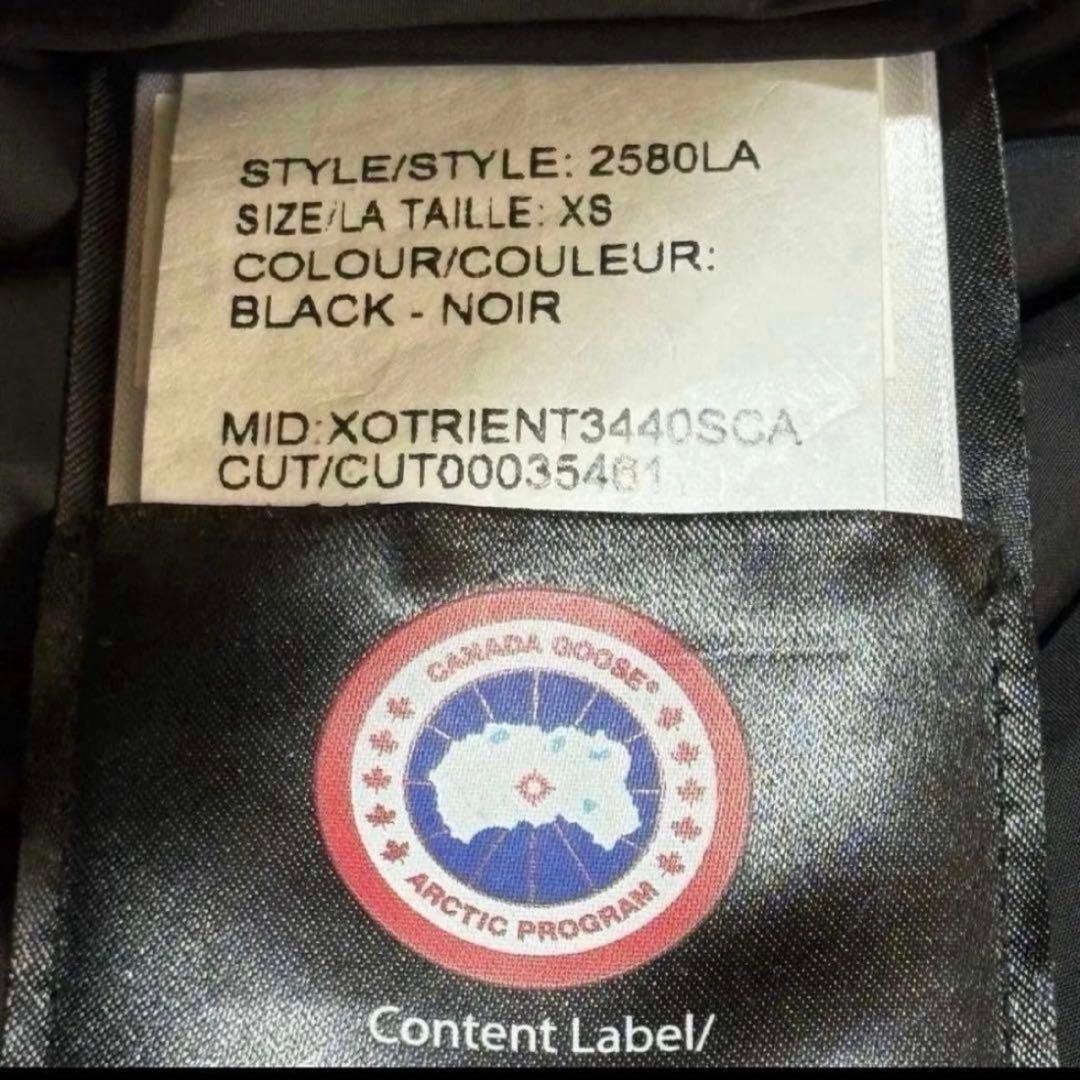 STYLE/STYLE: 2580LA
SIZE/LA TAILLE: XS
COLOUR/COULEUR:
BLACK - NOIR
MID:XOTRIENT3440SCA
CUT/CUT00035461
CANADA GOOSE®
ARCTIC PROGRAM
Content Label/